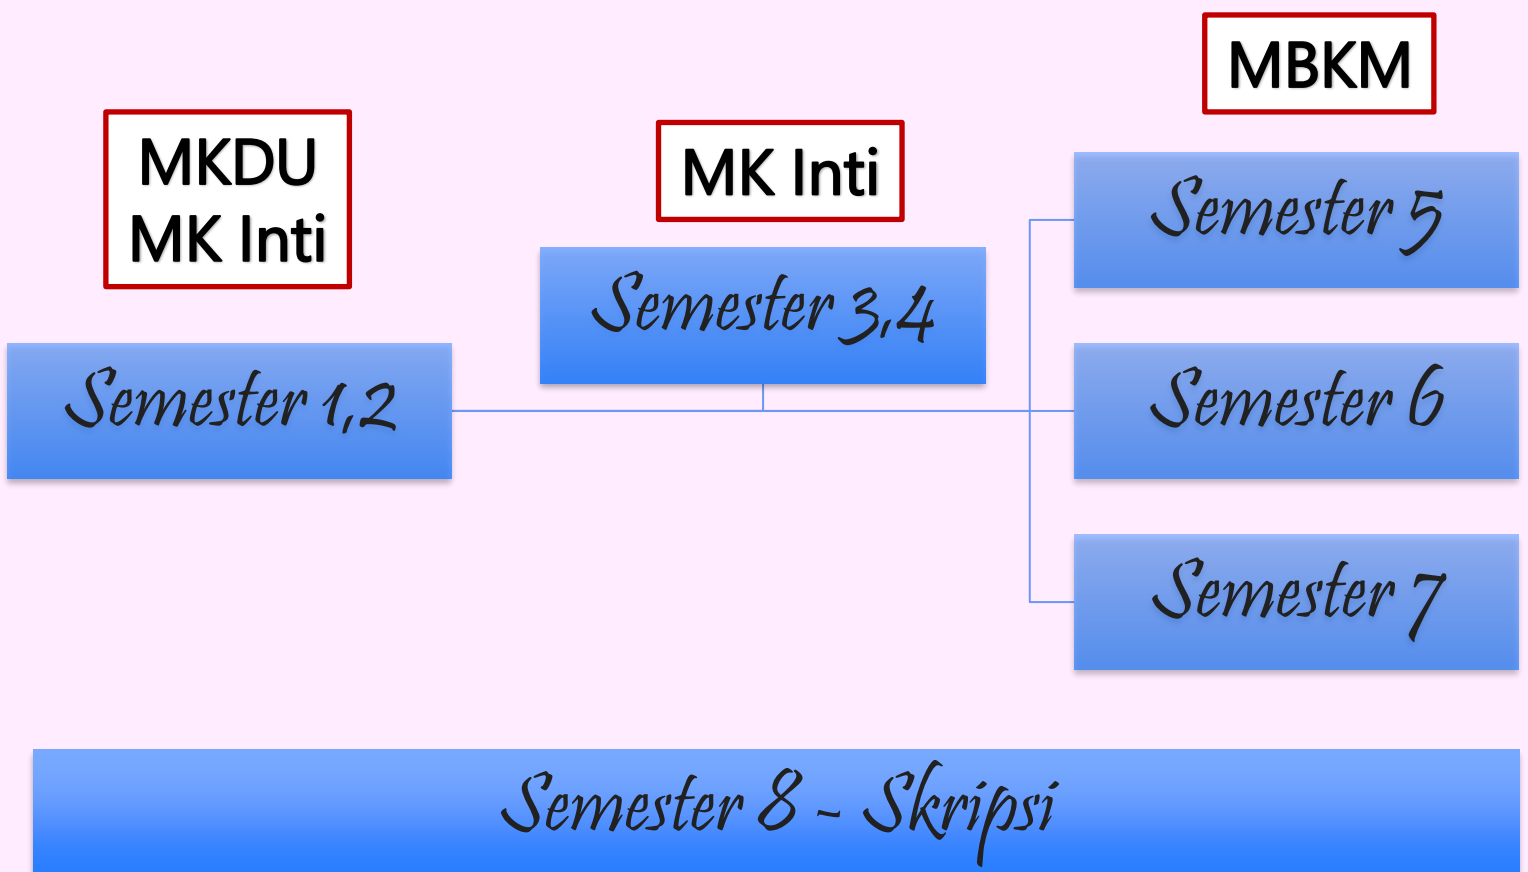 MKDU
MK Inti
Semester 1,2
MK Inti
Semester 3,4
MBKM
Semester 5
Semester 6
Semester 7
Semester 8 - Skripsi